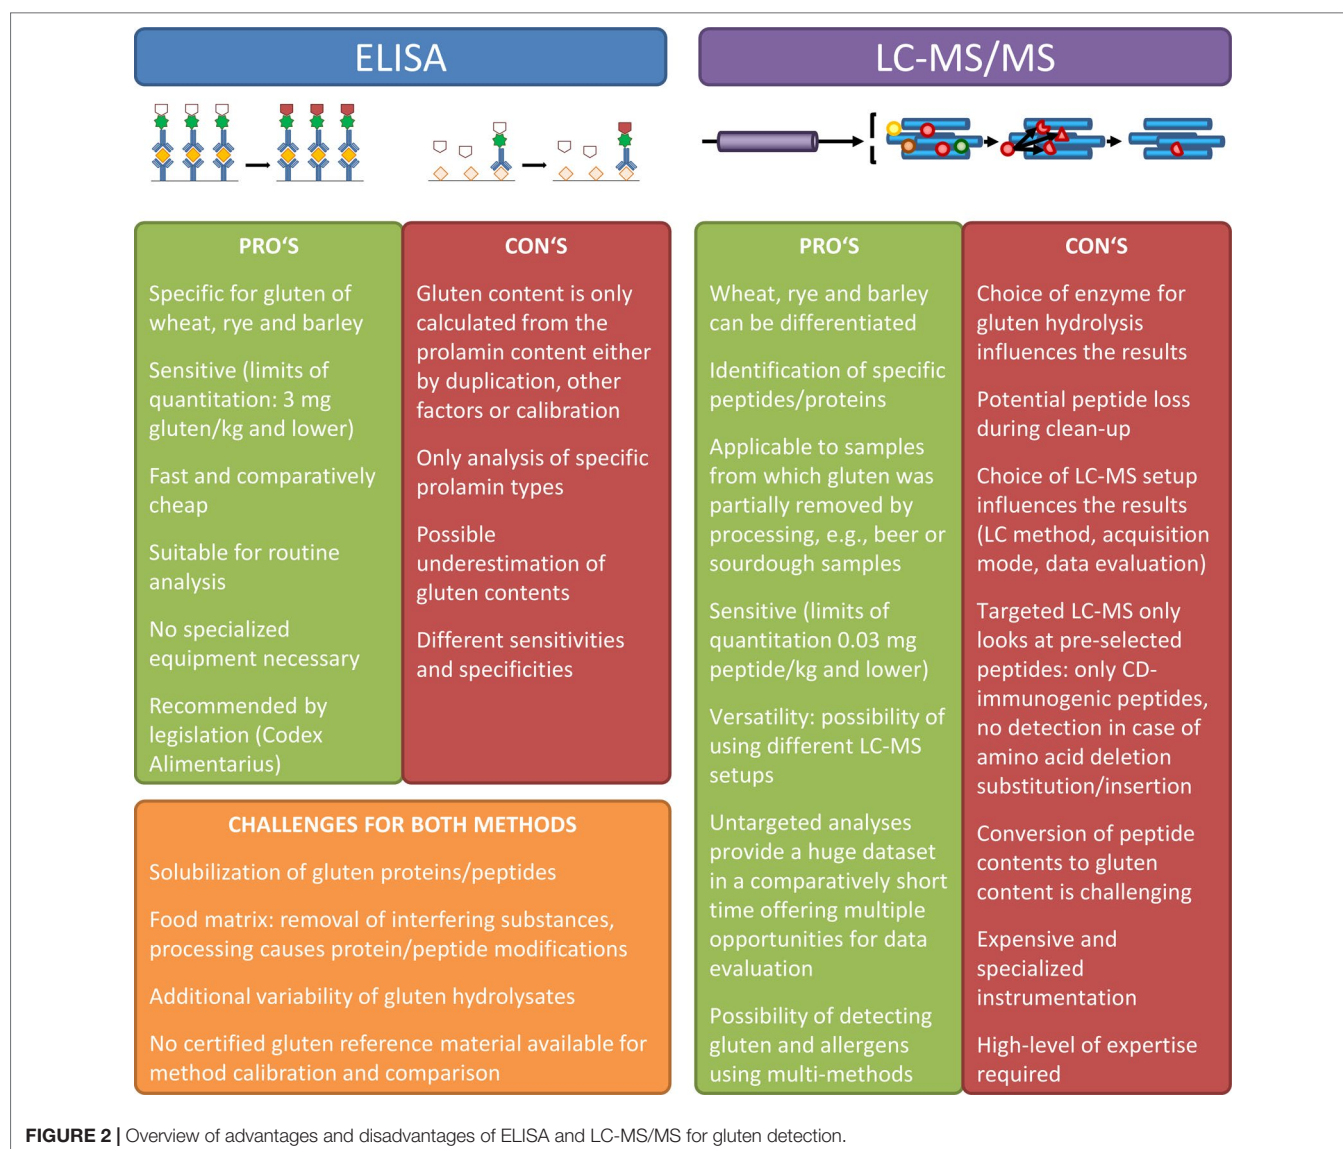 ELISA
LC-MS/MS
PRO‘S
Specific for gluten of
wheat, rye and barley
Sensitive (limits of
quantitation: 3 mg
gluten/kg and lower)
Fast and comparatively
cheap
Suitable for routine
analysis
No specialized
equipment necessary
Recommended by
legislation (Codex
Alimentarius)
CON‘S
Gluten content is only
calculated from the
prolamin content either
by duplication, other
factors or calibration
Only analysis of specific
prolamin types
Possible
underestimation of
gluten contents
Different sensitivities
and specificities
CHALLENGES FOR BOTH METHODS
Solubilization of gluten proteins/peptides
Food matrix: removal of interfering substances,
processing causes protein/peptide modifications
Additional variability of gluten hydrolysates
No certified gluten reference material available for
method calibration and comparison
PRO‘S
Wheat, rye and barley
can be differentiated
Identification of specific
peptides/proteins
Applicable to samples
from which gluten was
partially removed by
processing, e.g., beer or
sourdough samples
Sensitive (limits of
quantitation 0.03 mg
peptide/kg and lower)
Versatility: possibility of
using different LC-MS
setups
Untargeted analyses
provide a huge dataset
in a comparatively short
time offering multiple
opportunities for data
evaluation
Possibility of detecting
gluten and allergens
using multi-methods
CON‘S
Choice of enzyme for
gluten hydrolysis
influences the results
Potential peptide loss
during clean-up
Choice of LC-MS setup
influences the results
(LC method, acquisition
mode, data evaluation)
Targeted LC-MS only
looks at pre-selected
peptides: only CD-
immunogenic peptides,
no detection in case of
amino acid deletion
substitution/insertion
Conversion of peptide
contents to gluten
content is challenging
Expensive and
specialized
instrumentation
High-level of expertise
required
FIGURE 2 | Overview of advantages and disadvantages of ELISA and LC-MS/MS for gluten detection.